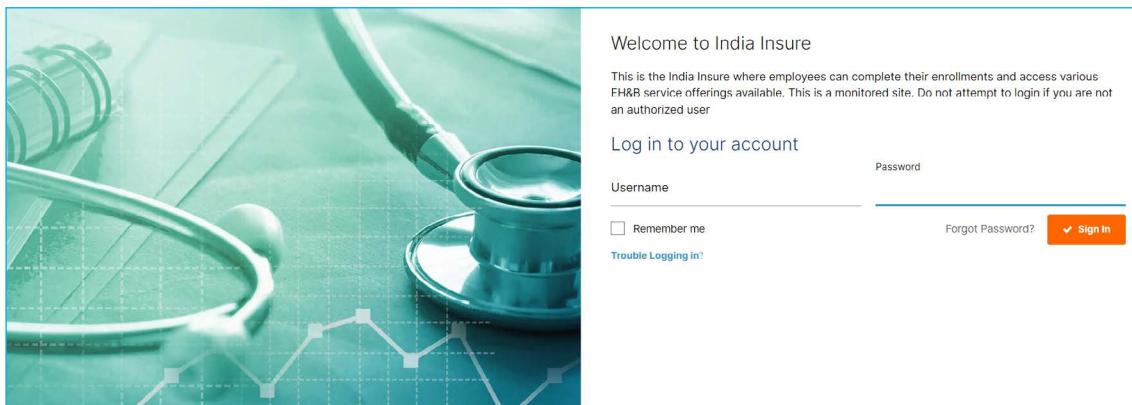 Welcome to India Insure
This is the India Insure where employees can complete their enrollments and access various
EH&B service offerings available. This is a monitored site. Do not attempt to login if you are not
an authorized user
Log in to your account
Password
Username
Remember me
Forgot Password?
Sign In
Trouble Logging in?